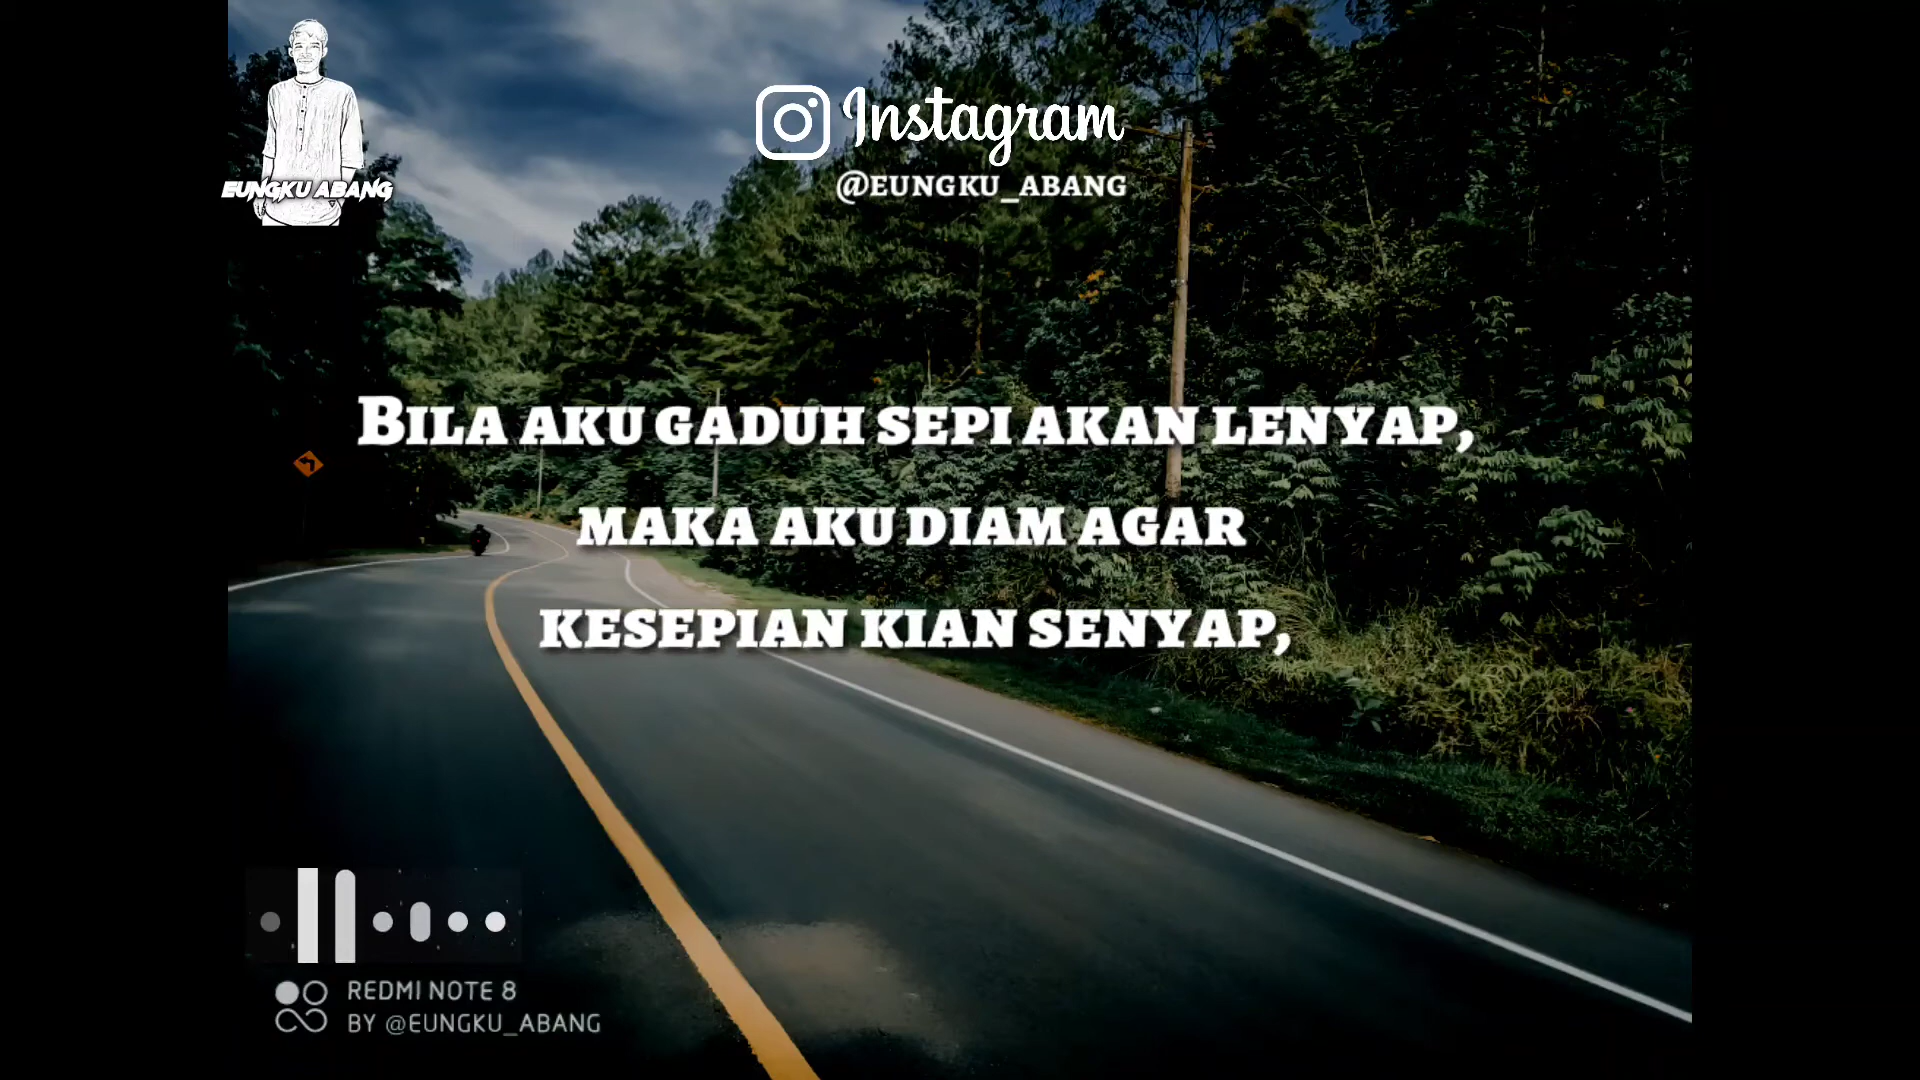 EUNGKU ABANG
Instagram
@EUNGKU_ABANG
BILA AKU GADUH SEPI AKAN LENYAP,
MAKA AKU DIAM AGAR
KESEPIAN KIAN SENYAP,
REDMI NOTE 8
BY @EUNGKU_ABANG